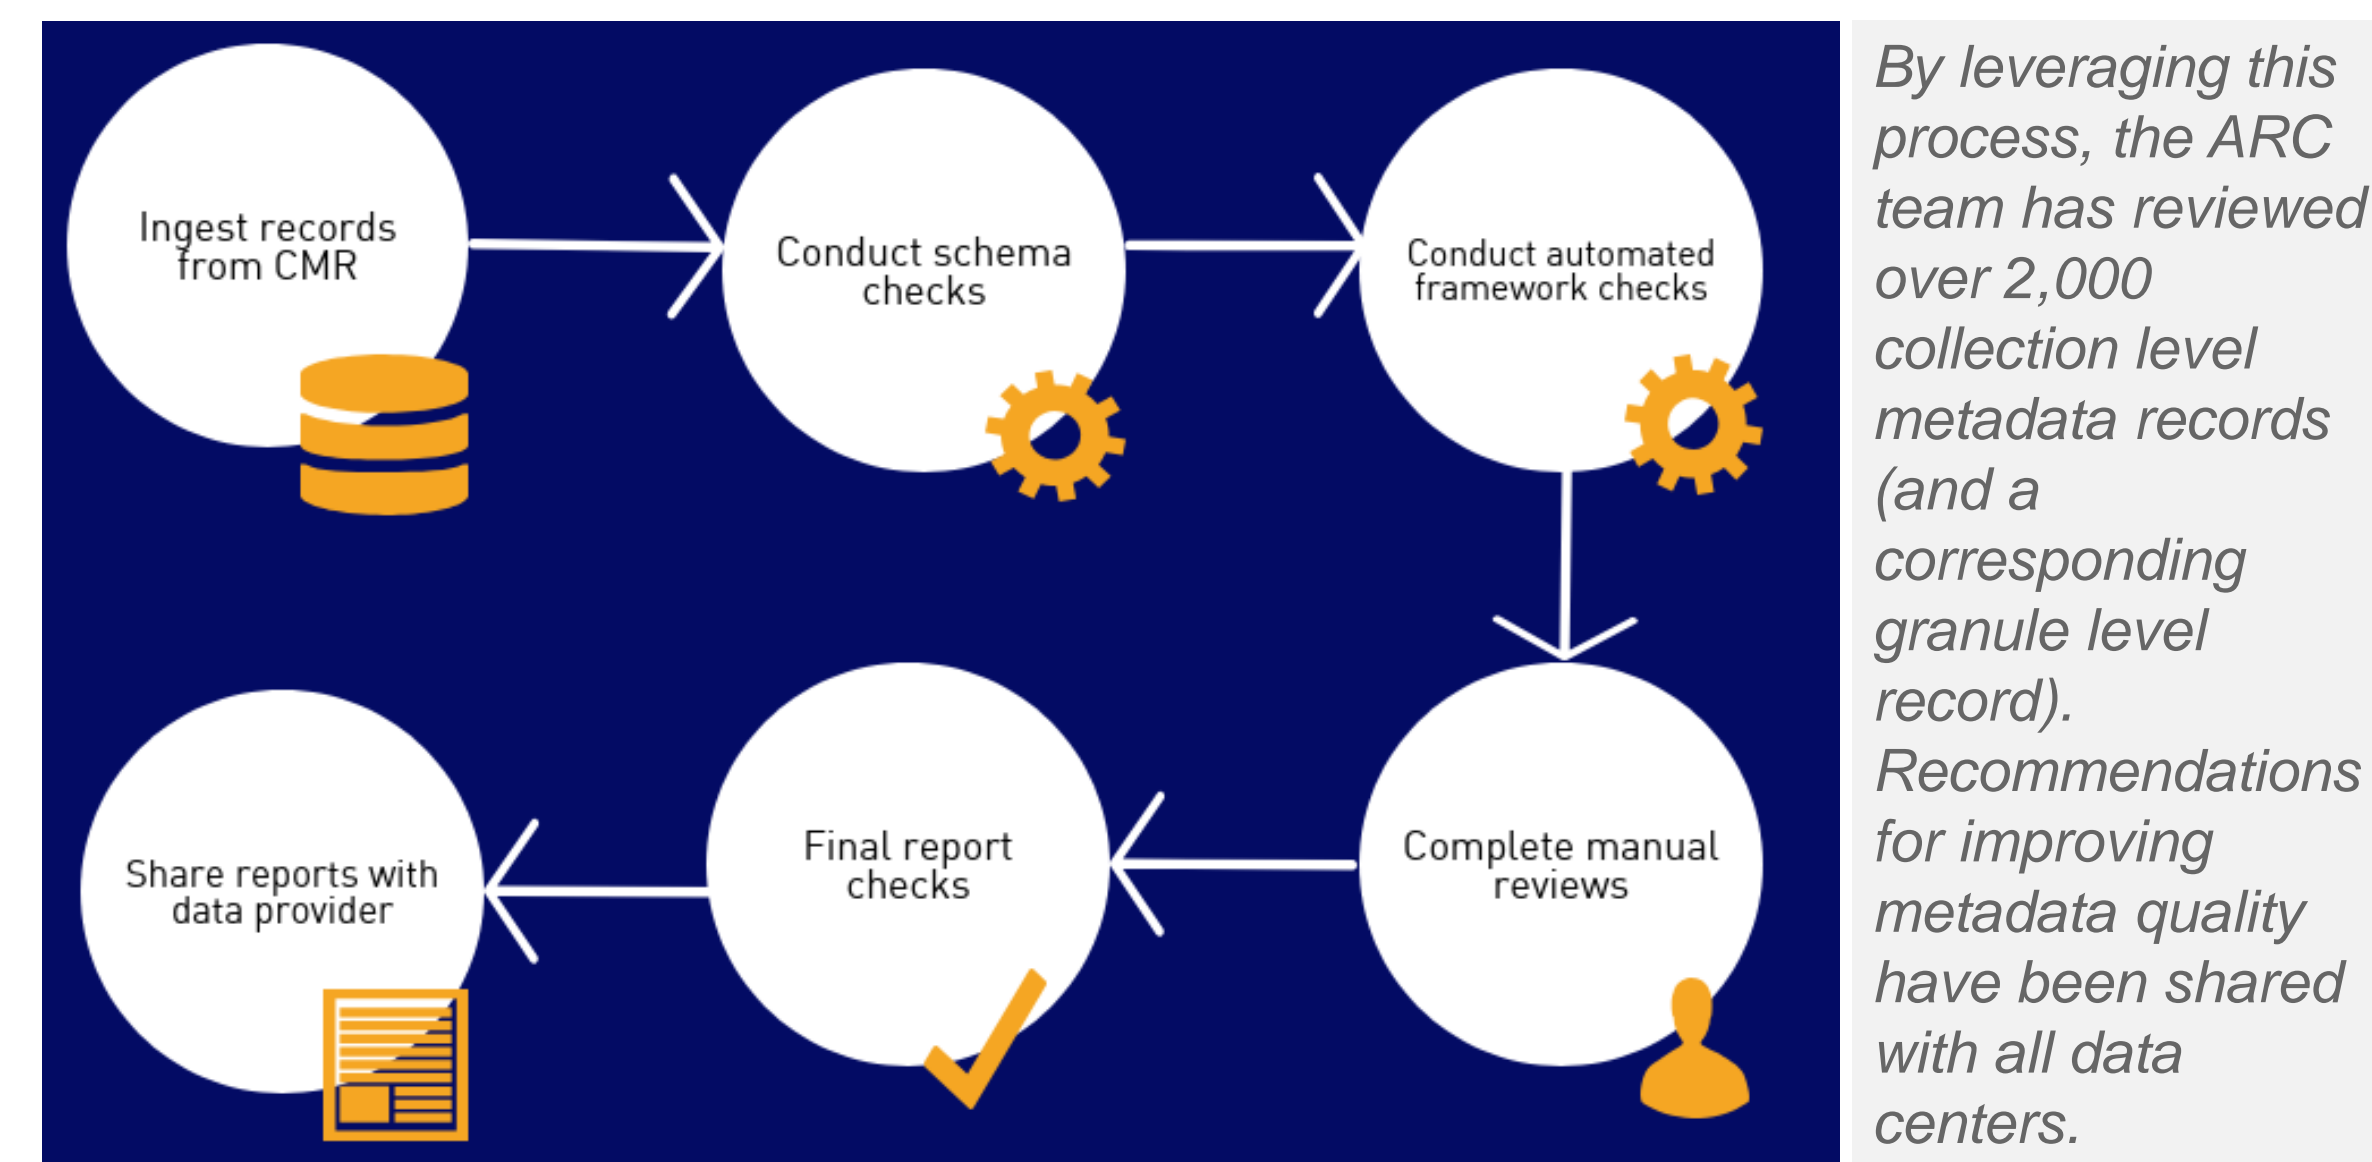 Ingest records
from CMR
Conduct schema
checks
Conduct automated
framework checks
Complete manual
reviews
Final report
checks
Share reports with
data provider
By leveraging this
process, the ARC
team has reviewed
over 2,000
collection level
metadata records
(and a
corresponding
granule level
record).
Recommendations
for improving
metadata quality
have been shared
with all data
centers.